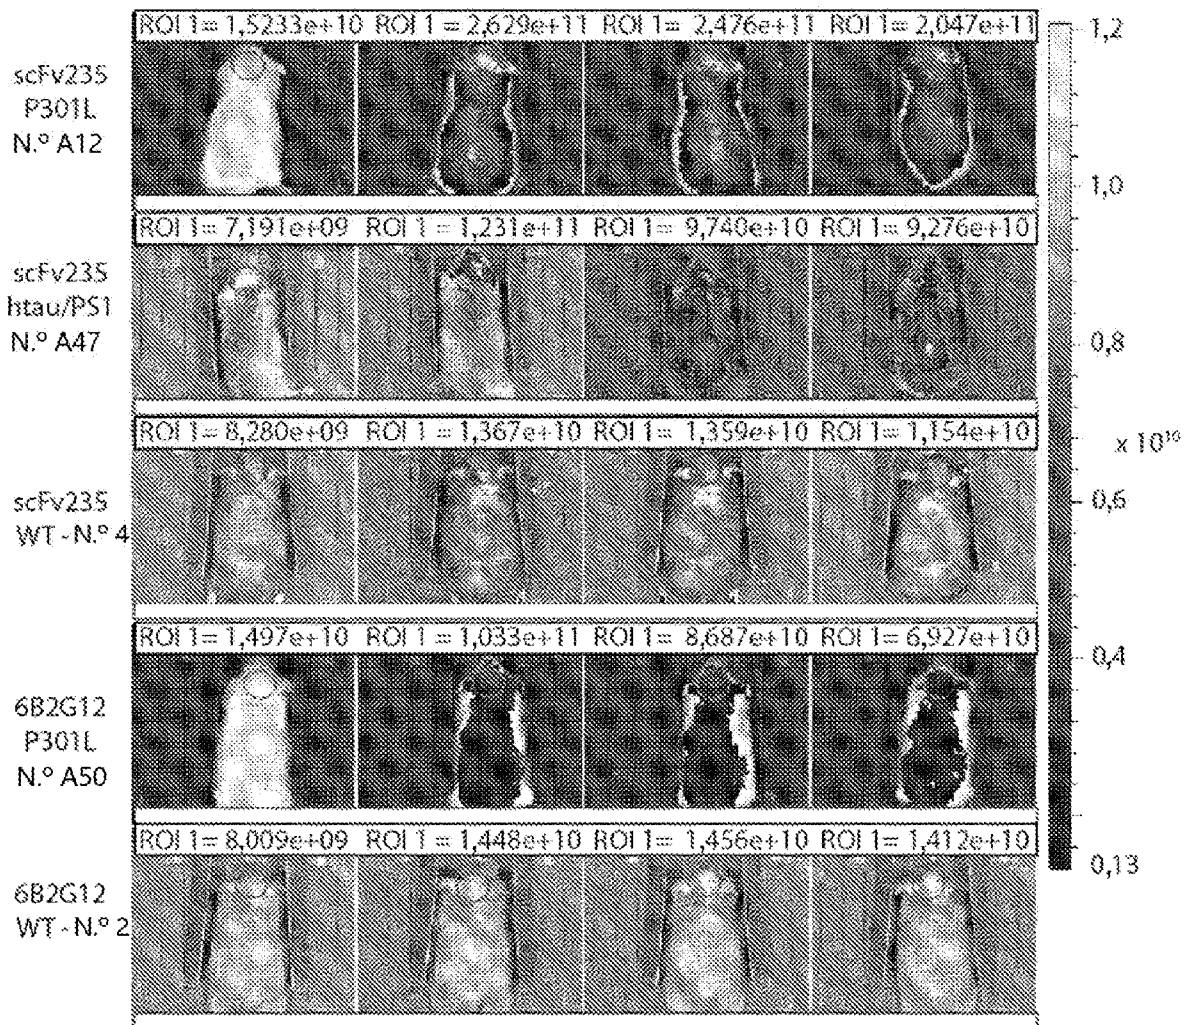 ROI 1= 1,5233e+10 ROI 1= 2,629e+11 ROI 1= 2,476e+11 ROI 1= 2,047e+11
scFv235
P301L
N.º A12
ROI 1= 7,191e+09 ROI 1= 1,231e+11 ROI 1= 9,740e+10 ROI 1= 9,276e+10
scFv235
htau/PS1
N.º A47
ROI 1= 8,280e+09 ROI 1= 1,367e+10 ROI 1= 1,359e+10 ROI 1= 1,154e+10
scFv235
WT - N.º 4
ROI 1= 1,497e+10 ROI 1= 1,033e+11 ROI 1= 8,687e+10 ROI 1= 6,927e+10
6B2G12
P301L
N.º A50
ROI 1= 8,009e+09 ROI 1= 1,448e+10 ROI 1= 1,456e+10 ROI 1= 1,412e+10
6B2G12
WT - N.º 2
1,2
1,0
0,8
x 10¹⁰
0,6
0,4
0,13